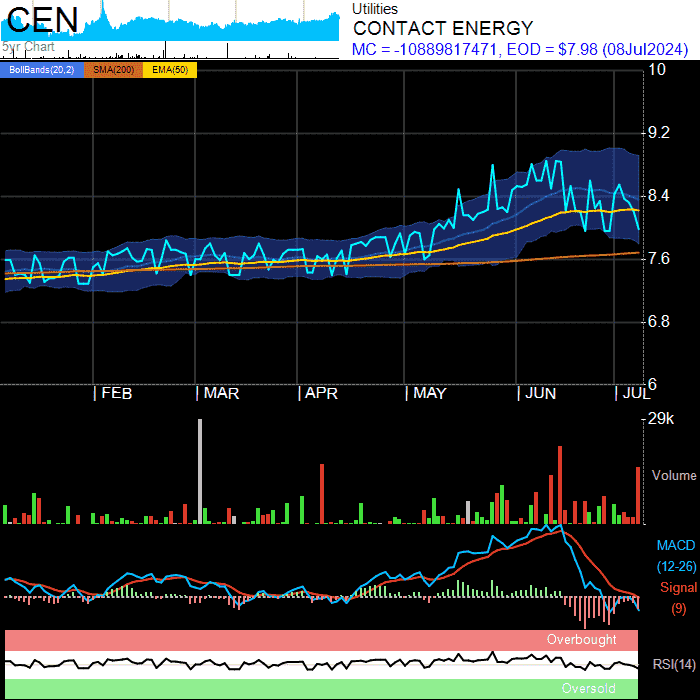 CEN
5yr Chart
Utilities
CONTACT ENERGY
MC = -10889817471, EOD = $7.98 (08Jul2024)
BollBands(20,2) SMA(200) EMA(50)
10
9.2
8.4
7.6
6.8
6
| FEB | MAR | APR | MAY | JUN | JUL
29k
Volume
MACD
(12-26)
Signal
(9)
Overbought
RSI(14)
Oversold